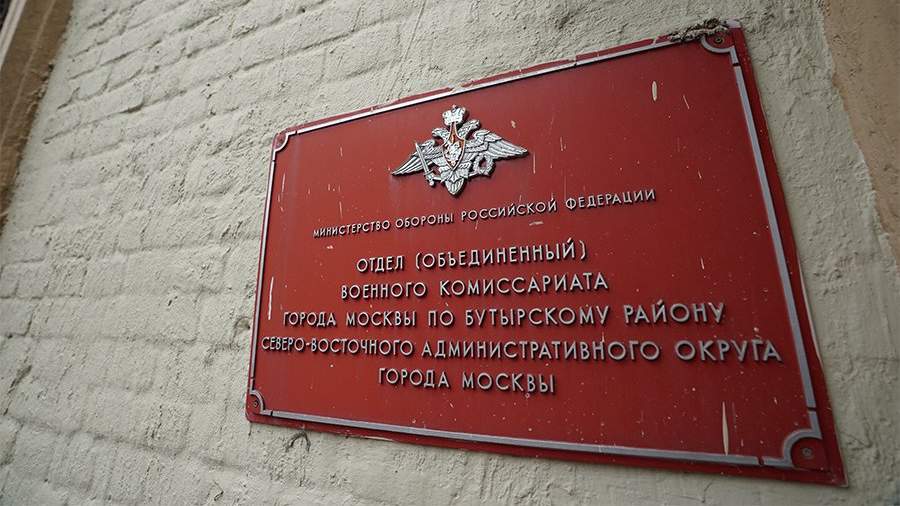 МИНИСТЕРСТВО ОБОРОНЫ РОССИЙСКОЙ ФЕДЕРАЦИИ
ОТДЕЛ (ОБЪЕДИНЕННЫЙ)
ВОЕННОГО КОМИССАРИАТА
ГОРОДА МОСКВЫ ПО БУТЫРСКОМУ РАЙОНУ
СЕВЕРО-ВОСТОЧНОГО АДМИНИСТРАТИВНОГО ОКРУГА
ГОРОДА МОСКВЫ